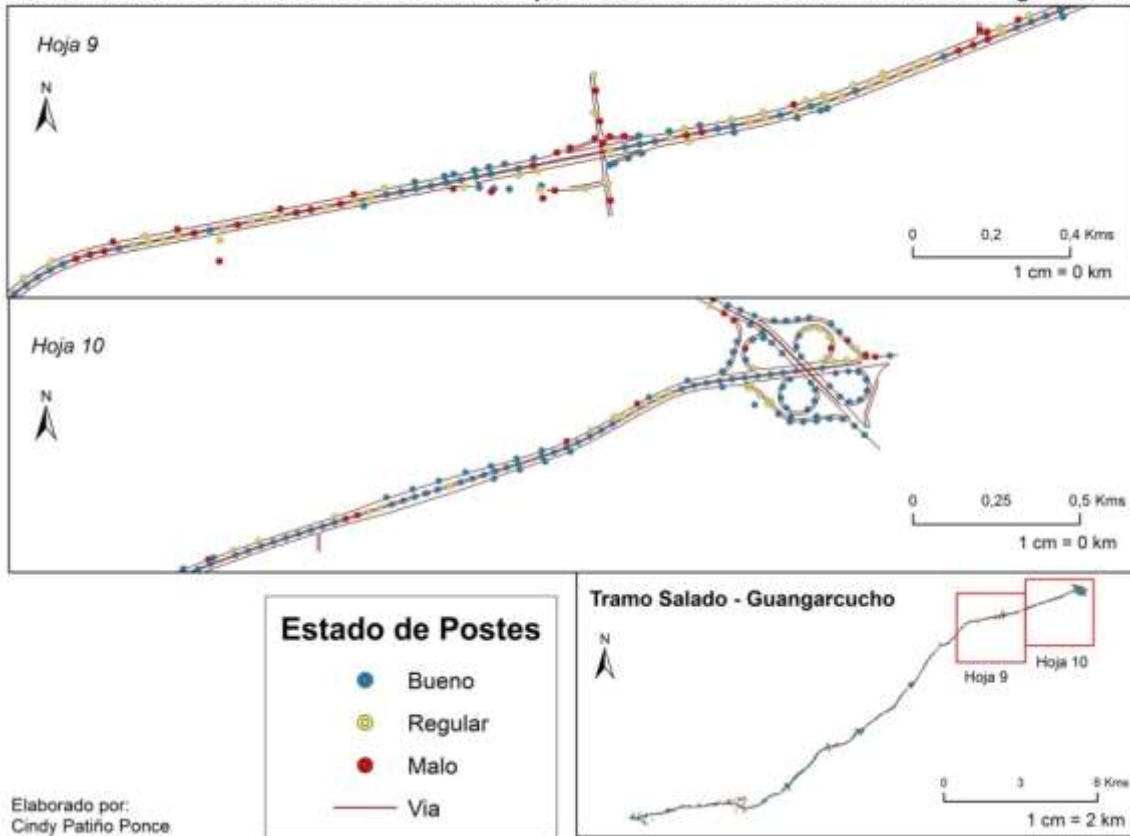 Hoja 9
N
0 0,2 0,4 Kms
1 cm = 0 km
Hoja 10
N
0 0,25 0,5 Kms
1 cm = 0 km
Estado de Postes
Bueno
Regular
Malo
Via
Tramo Salado - Guangarcucho
N
Hoja 9
Hoja 10
0 3 6 Kms
1 cm = 2 km
Elaborado por:
Cindy Patiño Ponce